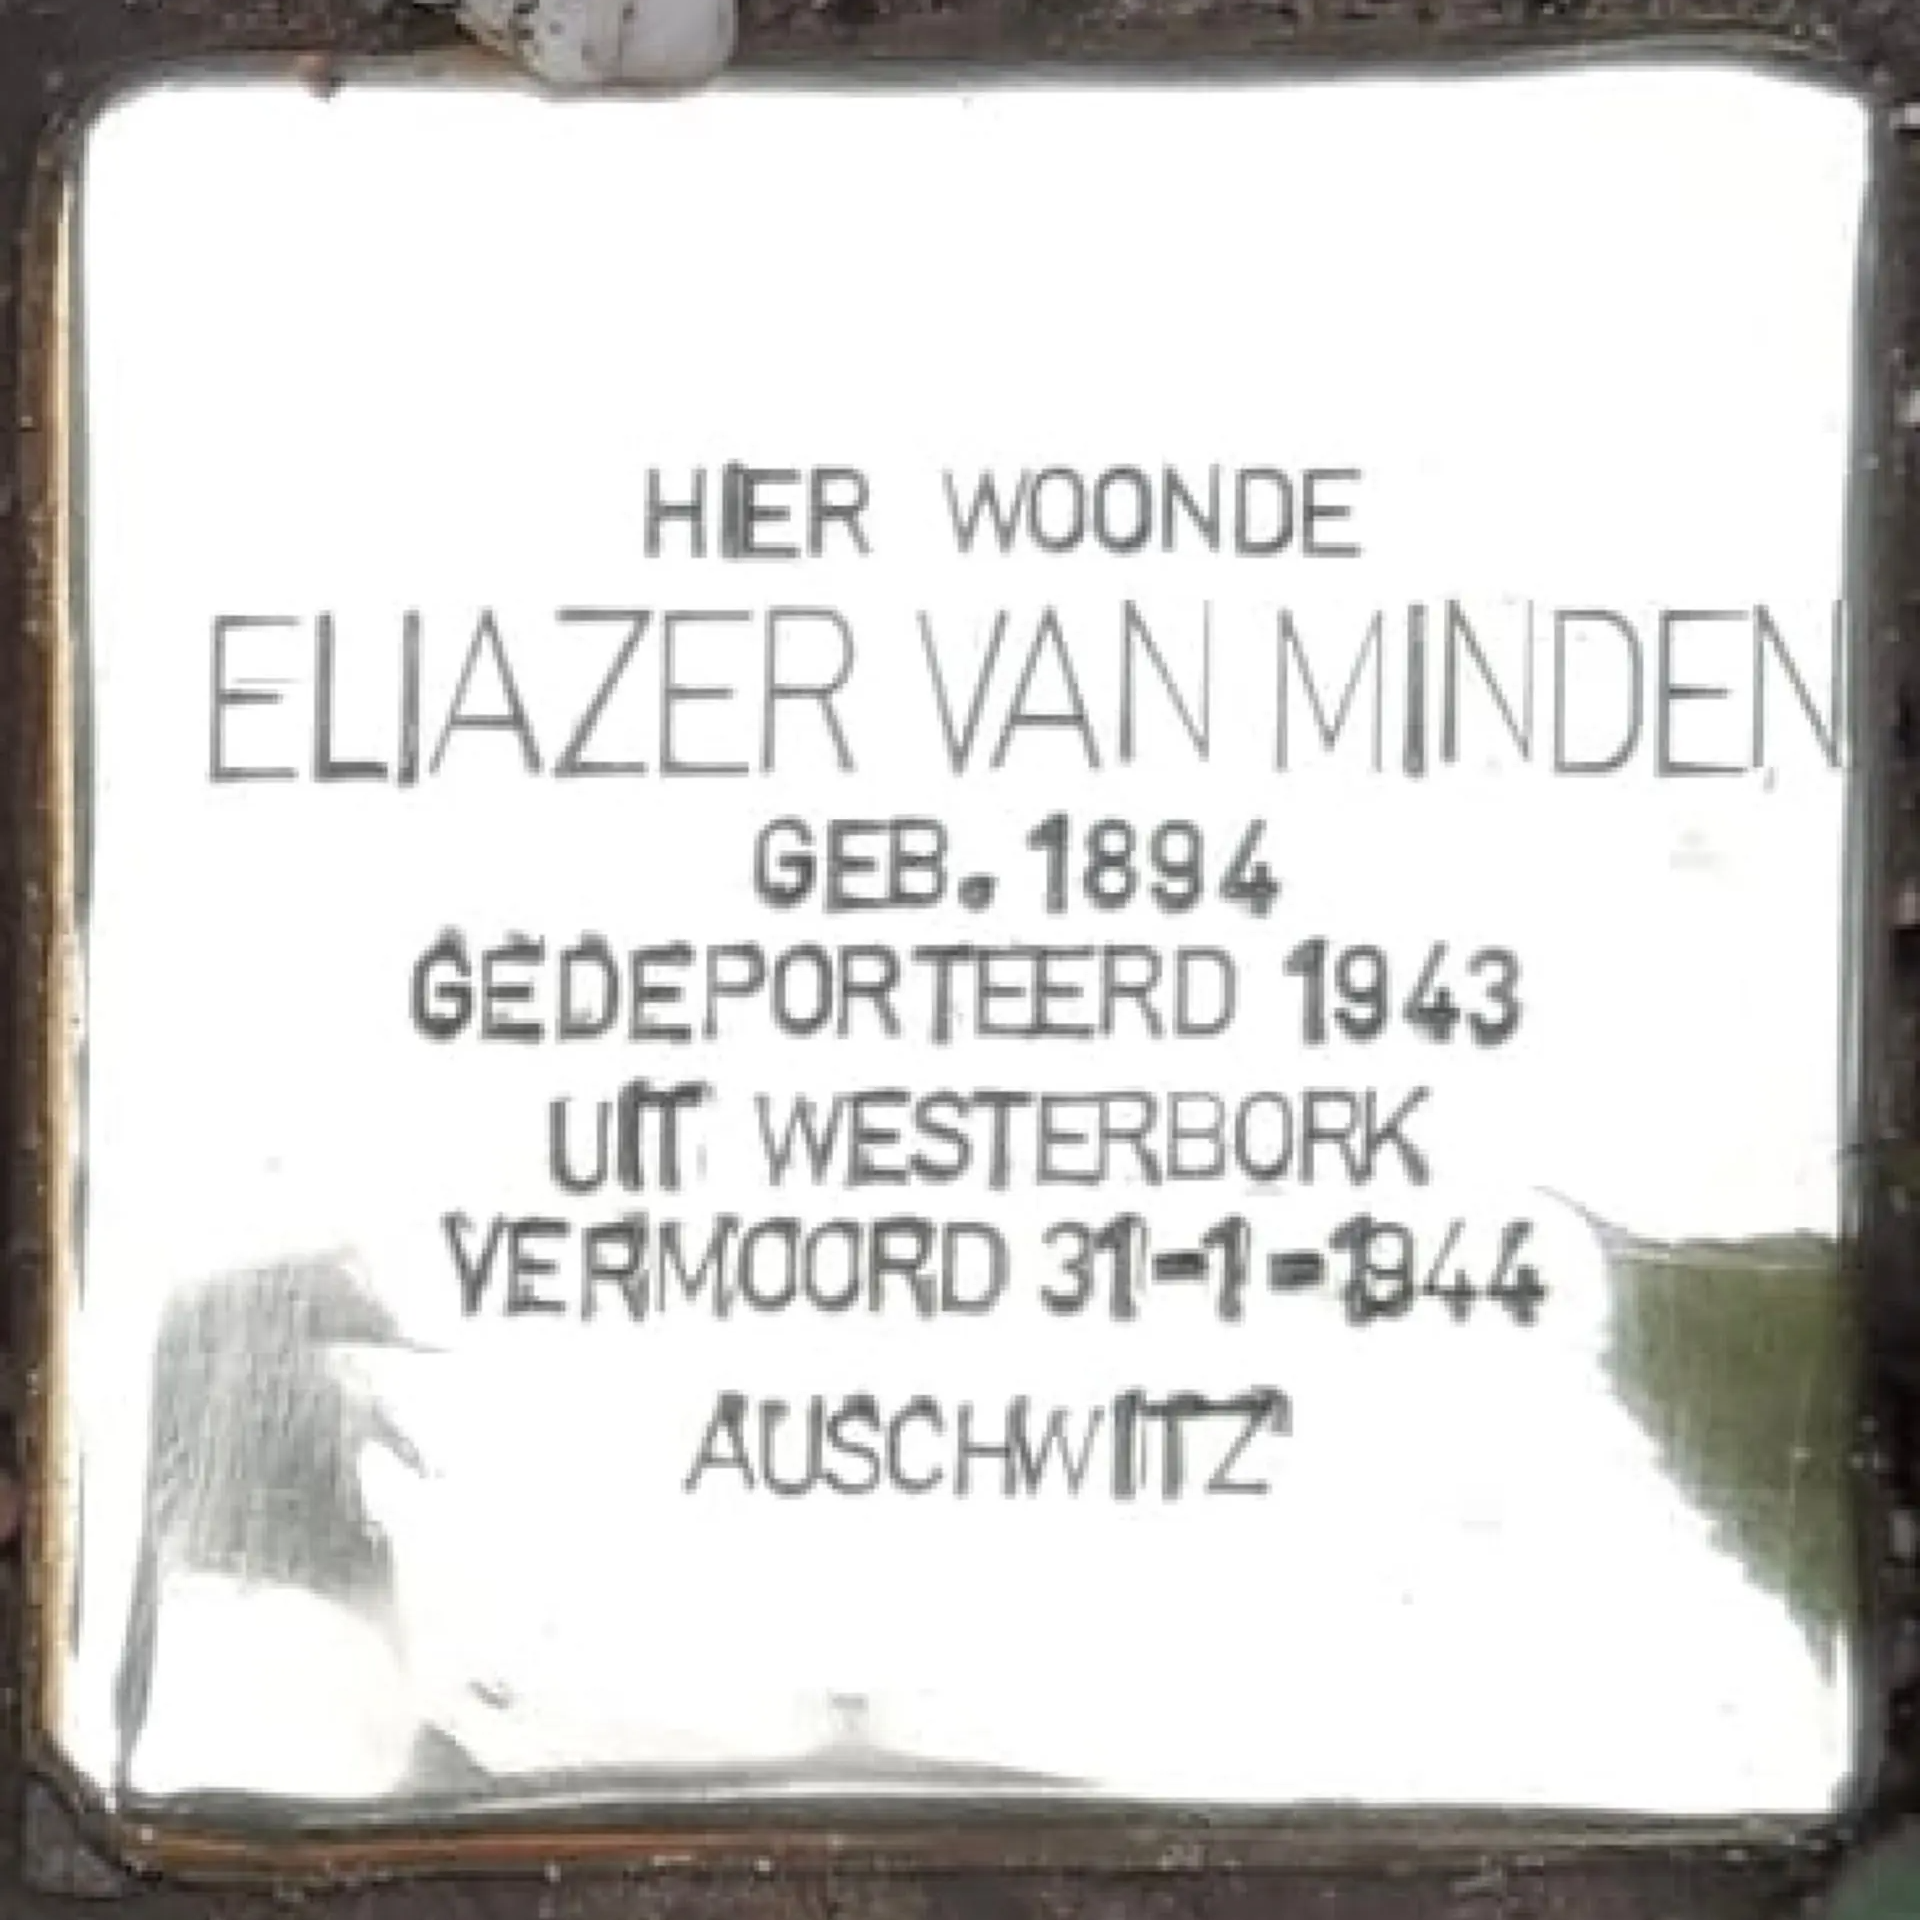 HIER WOONDE
ELIAZER VAN MINDEN
GEB. 1894
GEDEPORTEERD 1943
UIT WESTERBORK
VERMOORD 31-1-1944
AUSCHWITZ